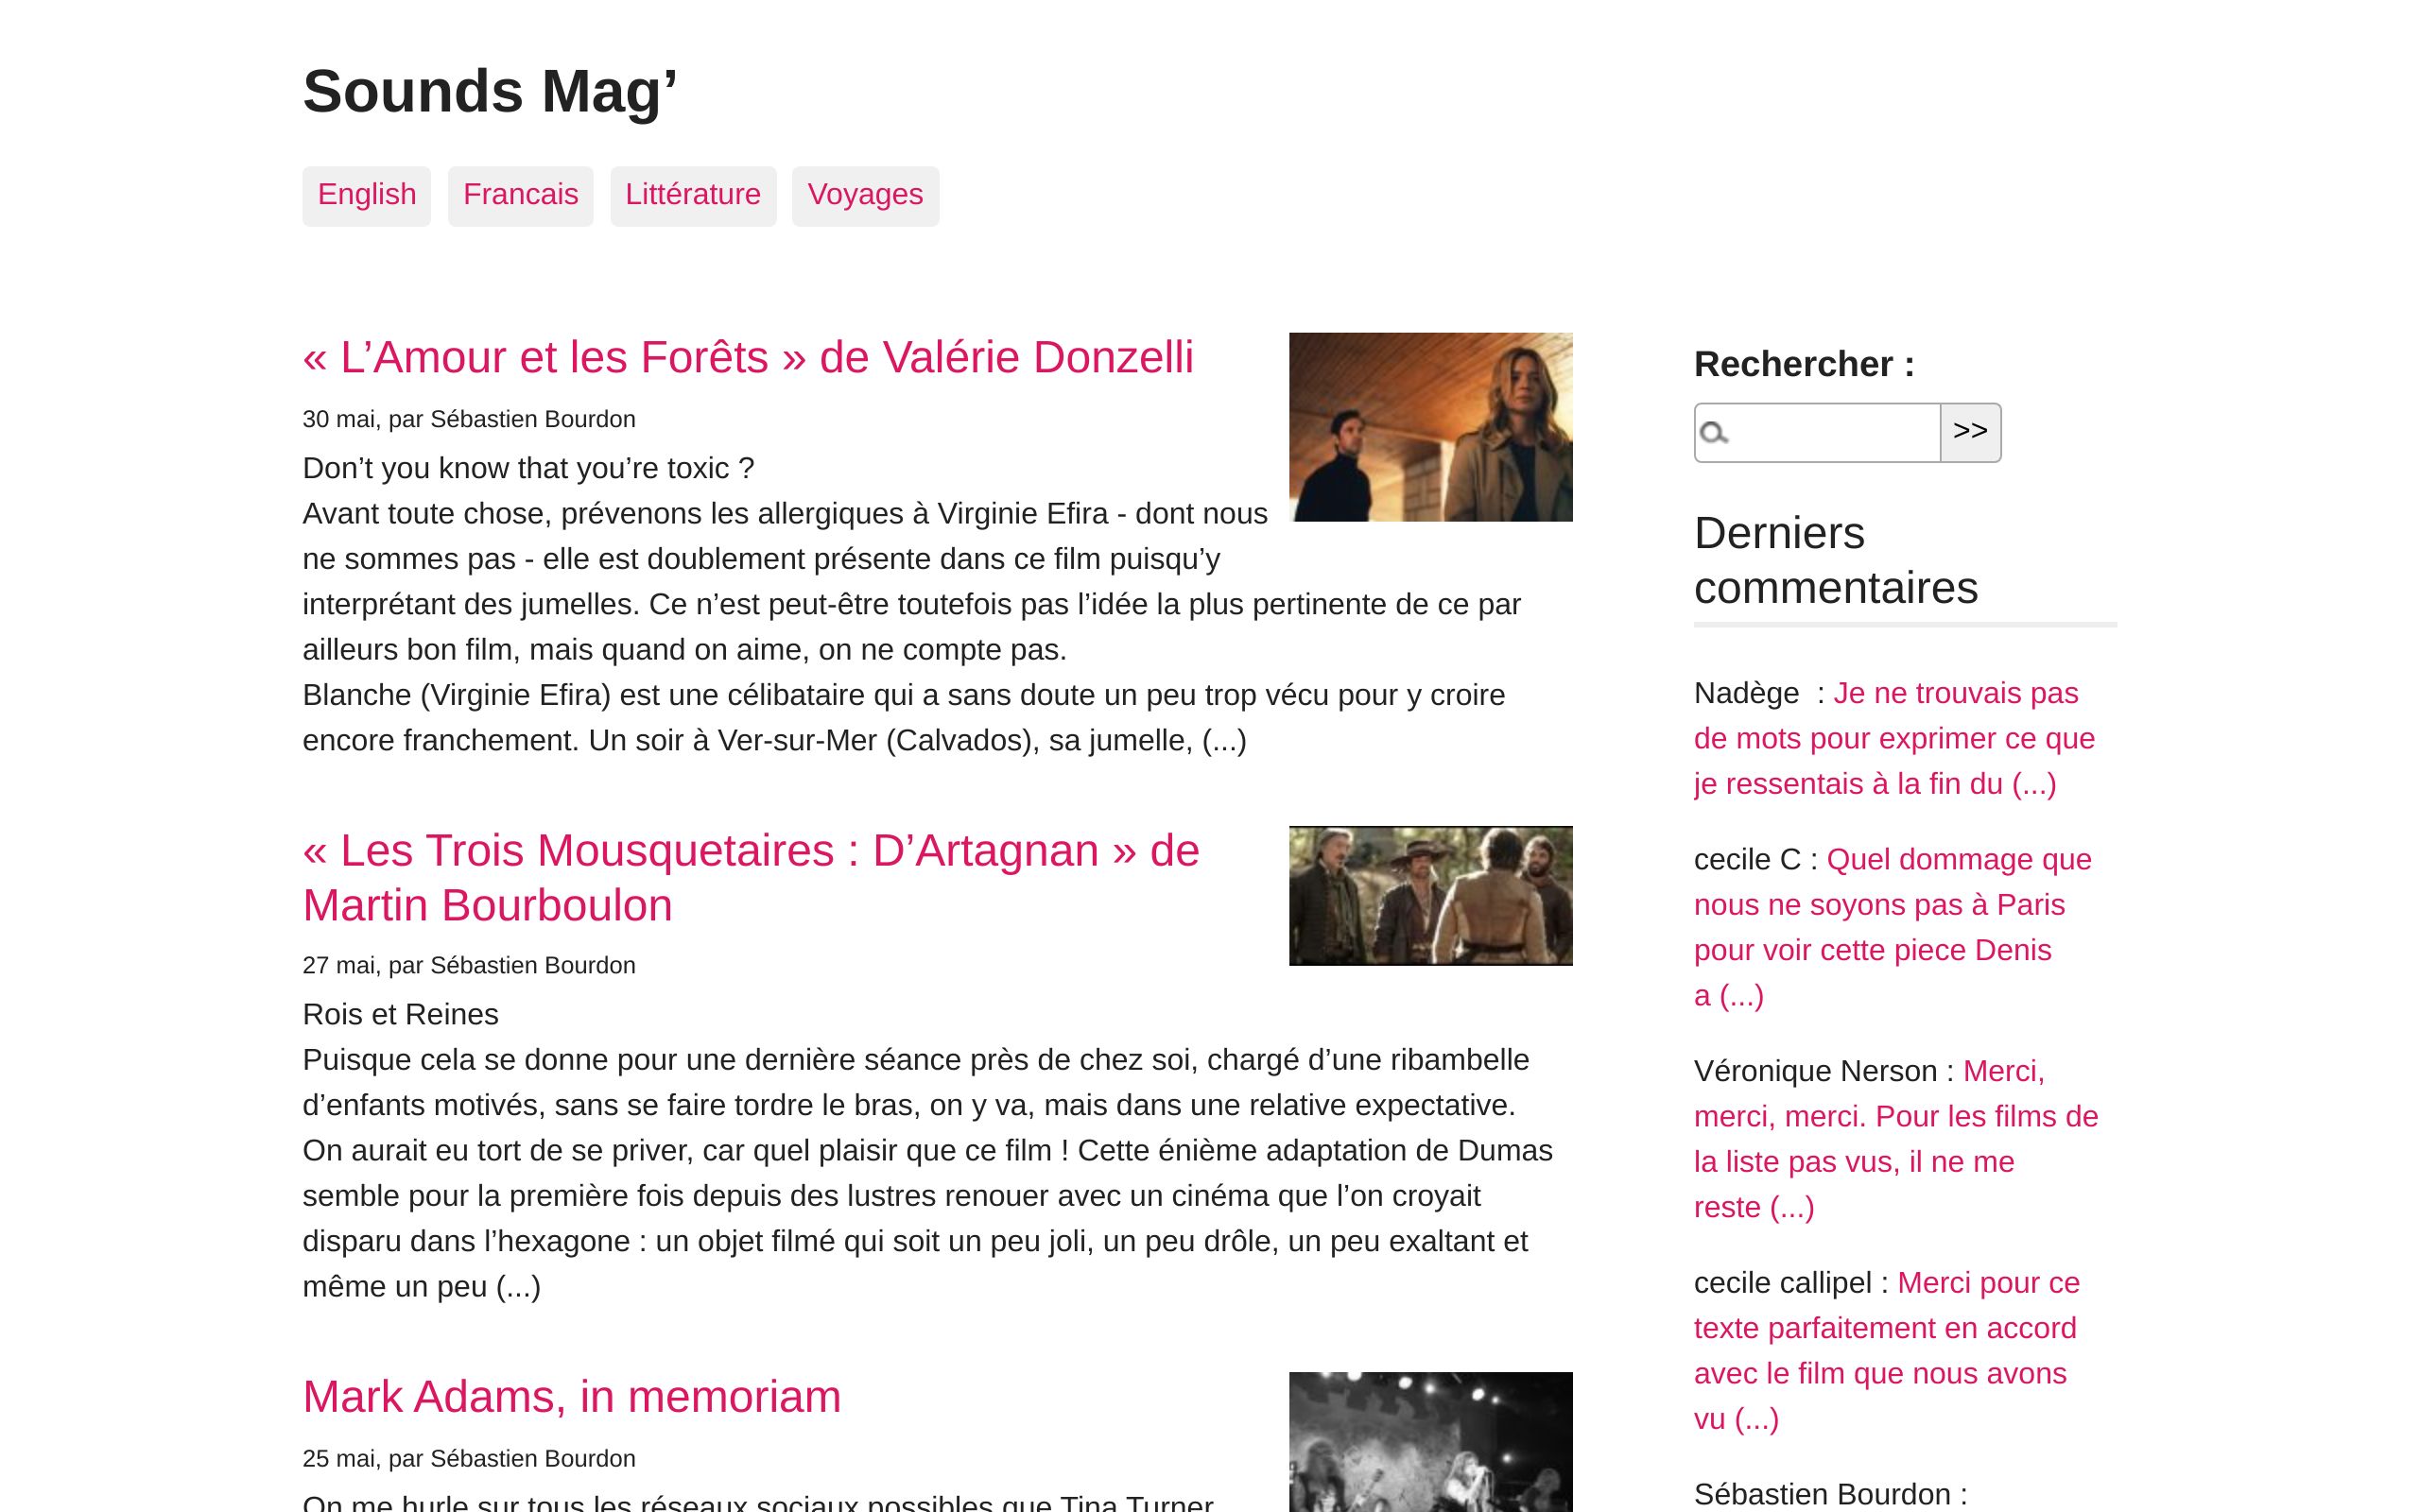 Sounds Mag’
English Francais Littérature Voyages
« L’Amour et les Forêts » de Valérie Donzelli
30 mai, par Sébastien Bourdon
Don’t you know that you’re toxic ?
Avant toute chose, prévenons les allergiques à Virginie Efira - dont nous
ne sommes pas - elle est doublement présente dans ce film puisqu’y
interprétant des jumelles. Ce n’est peut-être toutefois pas l’idée la plus pertinente de ce par
ailleurs bon film, mais quand on aime, on ne compte pas.
Blanche (Virginie Efira) est une célibataire qui a sans doute un peu trop vécu pour y croire
encore franchement. Un soir à Ver-sur-Mer (Calvados), sa jumelle, (...)
« Les Trois Mousquetaires : D’Artagnan » de
Martin Bourboulon
27 mai, par Sébastien Bourdon
Rois et Reines
Puisque cela se donne pour une dernière séance près de chez soi, chargé d’une ribambelle
d’enfants motivés, sans se faire tordre le bras, on y va, mais dans une relative expectative.
On aurait eu tort de se priver, car quel plaisir que ce film ! Cette énième adaptation de Dumas
semble pour la première fois depuis des lustres renouer avec un cinéma que l’on croyait
disparu dans l’hexagone : un objet filmé qui soit un peu joli, un peu drôle, un peu exaltant et
même un peu (...)
Mark Adams, in memoriam
25 mai, par Sébastien Bourdon
On me hurle sur tous les réseaux sociaux possibles que Tina Turner
Rechercher :
>>
Derniers
commentaires
Nadège  : Je ne trouvais pas
de mots pour exprimer ce que
je ressentais à la fin du (...)
cecile C : Quel dommage que
nous ne soyons pas à Paris
pour voir cette piece Denis
a (...)
Véronique Nerson : Merci,
merci, merci. Pour les films de
la liste pas vus, il ne me
reste (...)
cecile callipel : Merci pour ce
texte parfaitement en accord
avec le film que nous avons
vu (...)
Sébastien Bourdon :